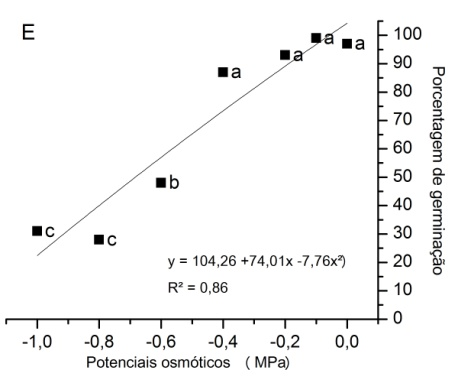 E
100
90
80
70
60
50
40
30
20
10
0
Porcentagem de germinação
a
a
a
a
b
c
c
y = 104,26 +74,01x -7,76x²)
R² = 0,86
-1,0 -0,8 -0,6 -0,4 -0,2 0,0
Potenciais osmóticos ( MPa)